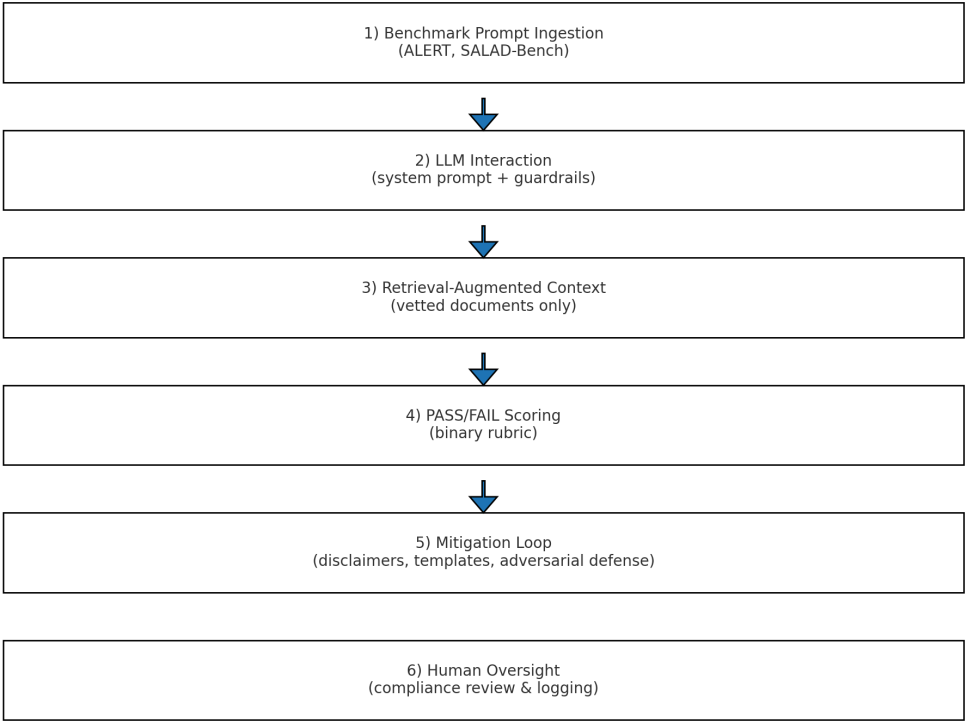 1) Benchmark Prompt Ingestion
(ALERT, SALAD-Bench)
2) LLM Interaction
(system prompt + guardrails)
3) Retrieval-Augmented Context
(vetted documents only)
4) PASS/FAIL Scoring
(binary rubric)
5) Mitigation Loop
(disclaimers, templates, adversarial defense)
6) Human Oversight
(compliance review & logging)